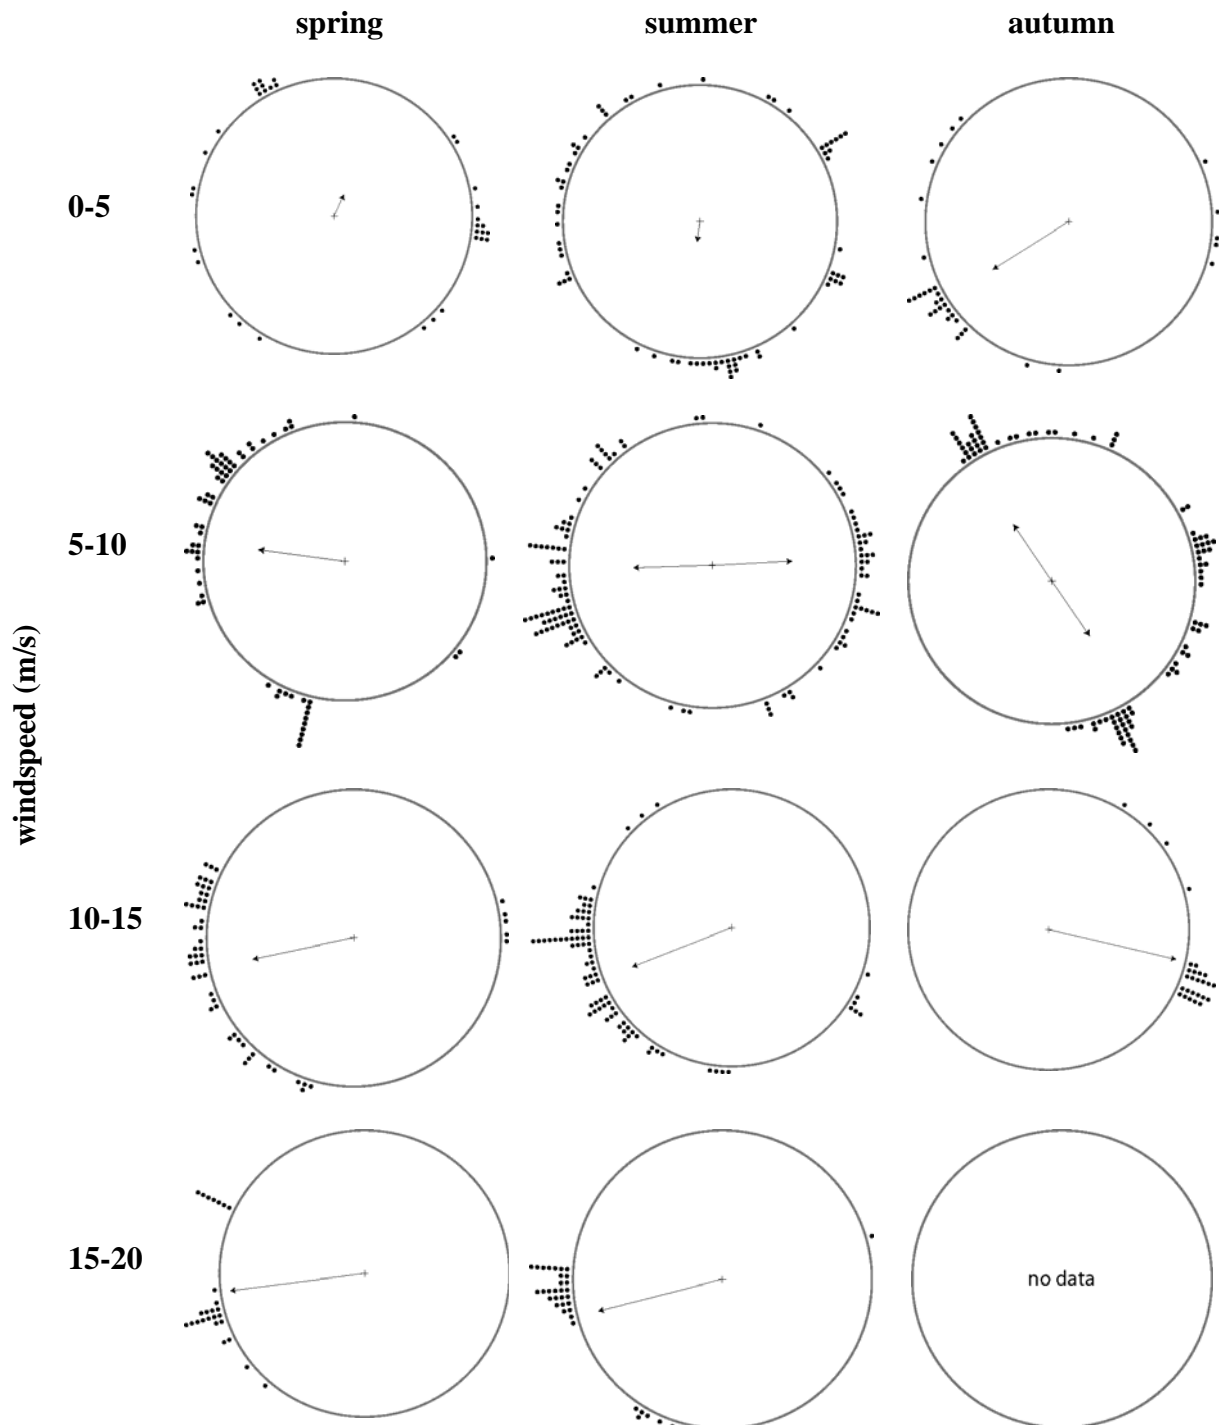 spring summer autumn
0-5
5-10
windspeed (m/s)
10-15
15-20
no data